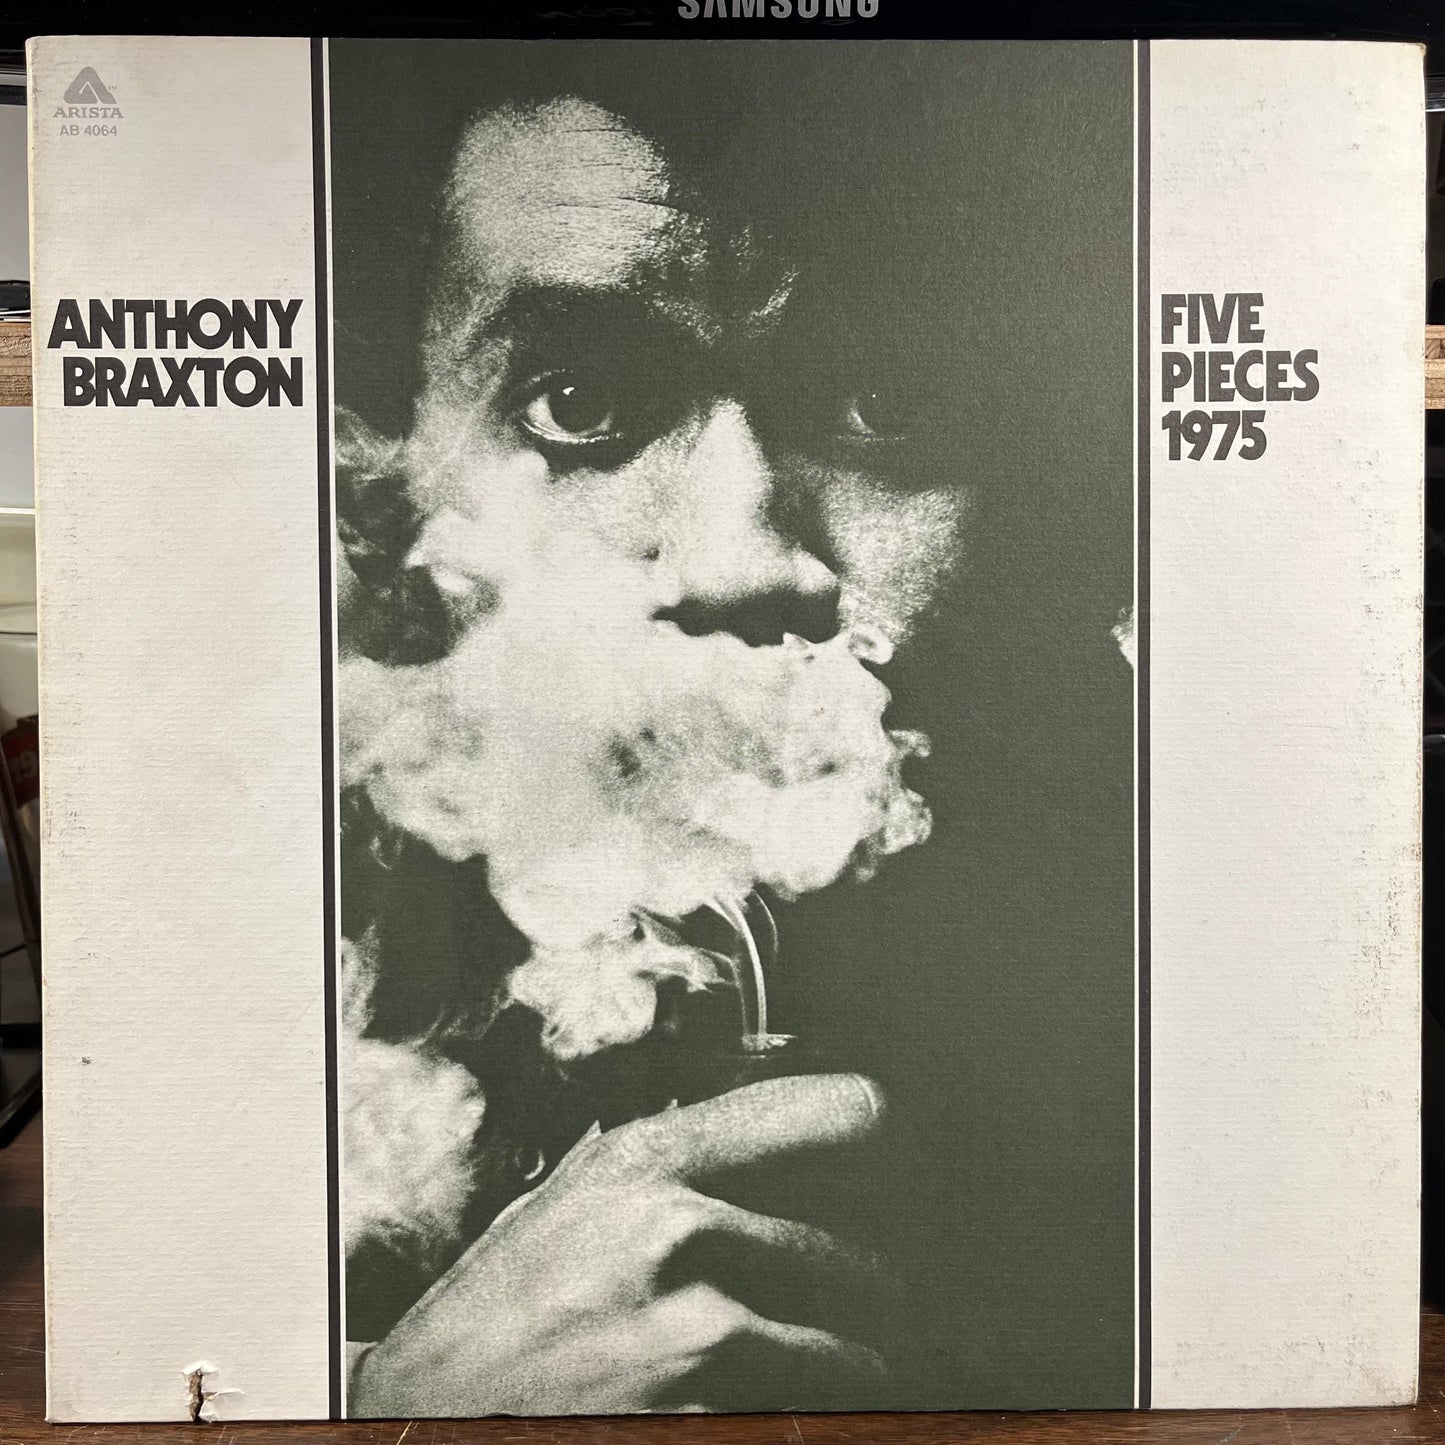 SAMSUNG
ARISTA
AB 4064
ANTHONY
BRAXTON
FIVE
PIECES
1975